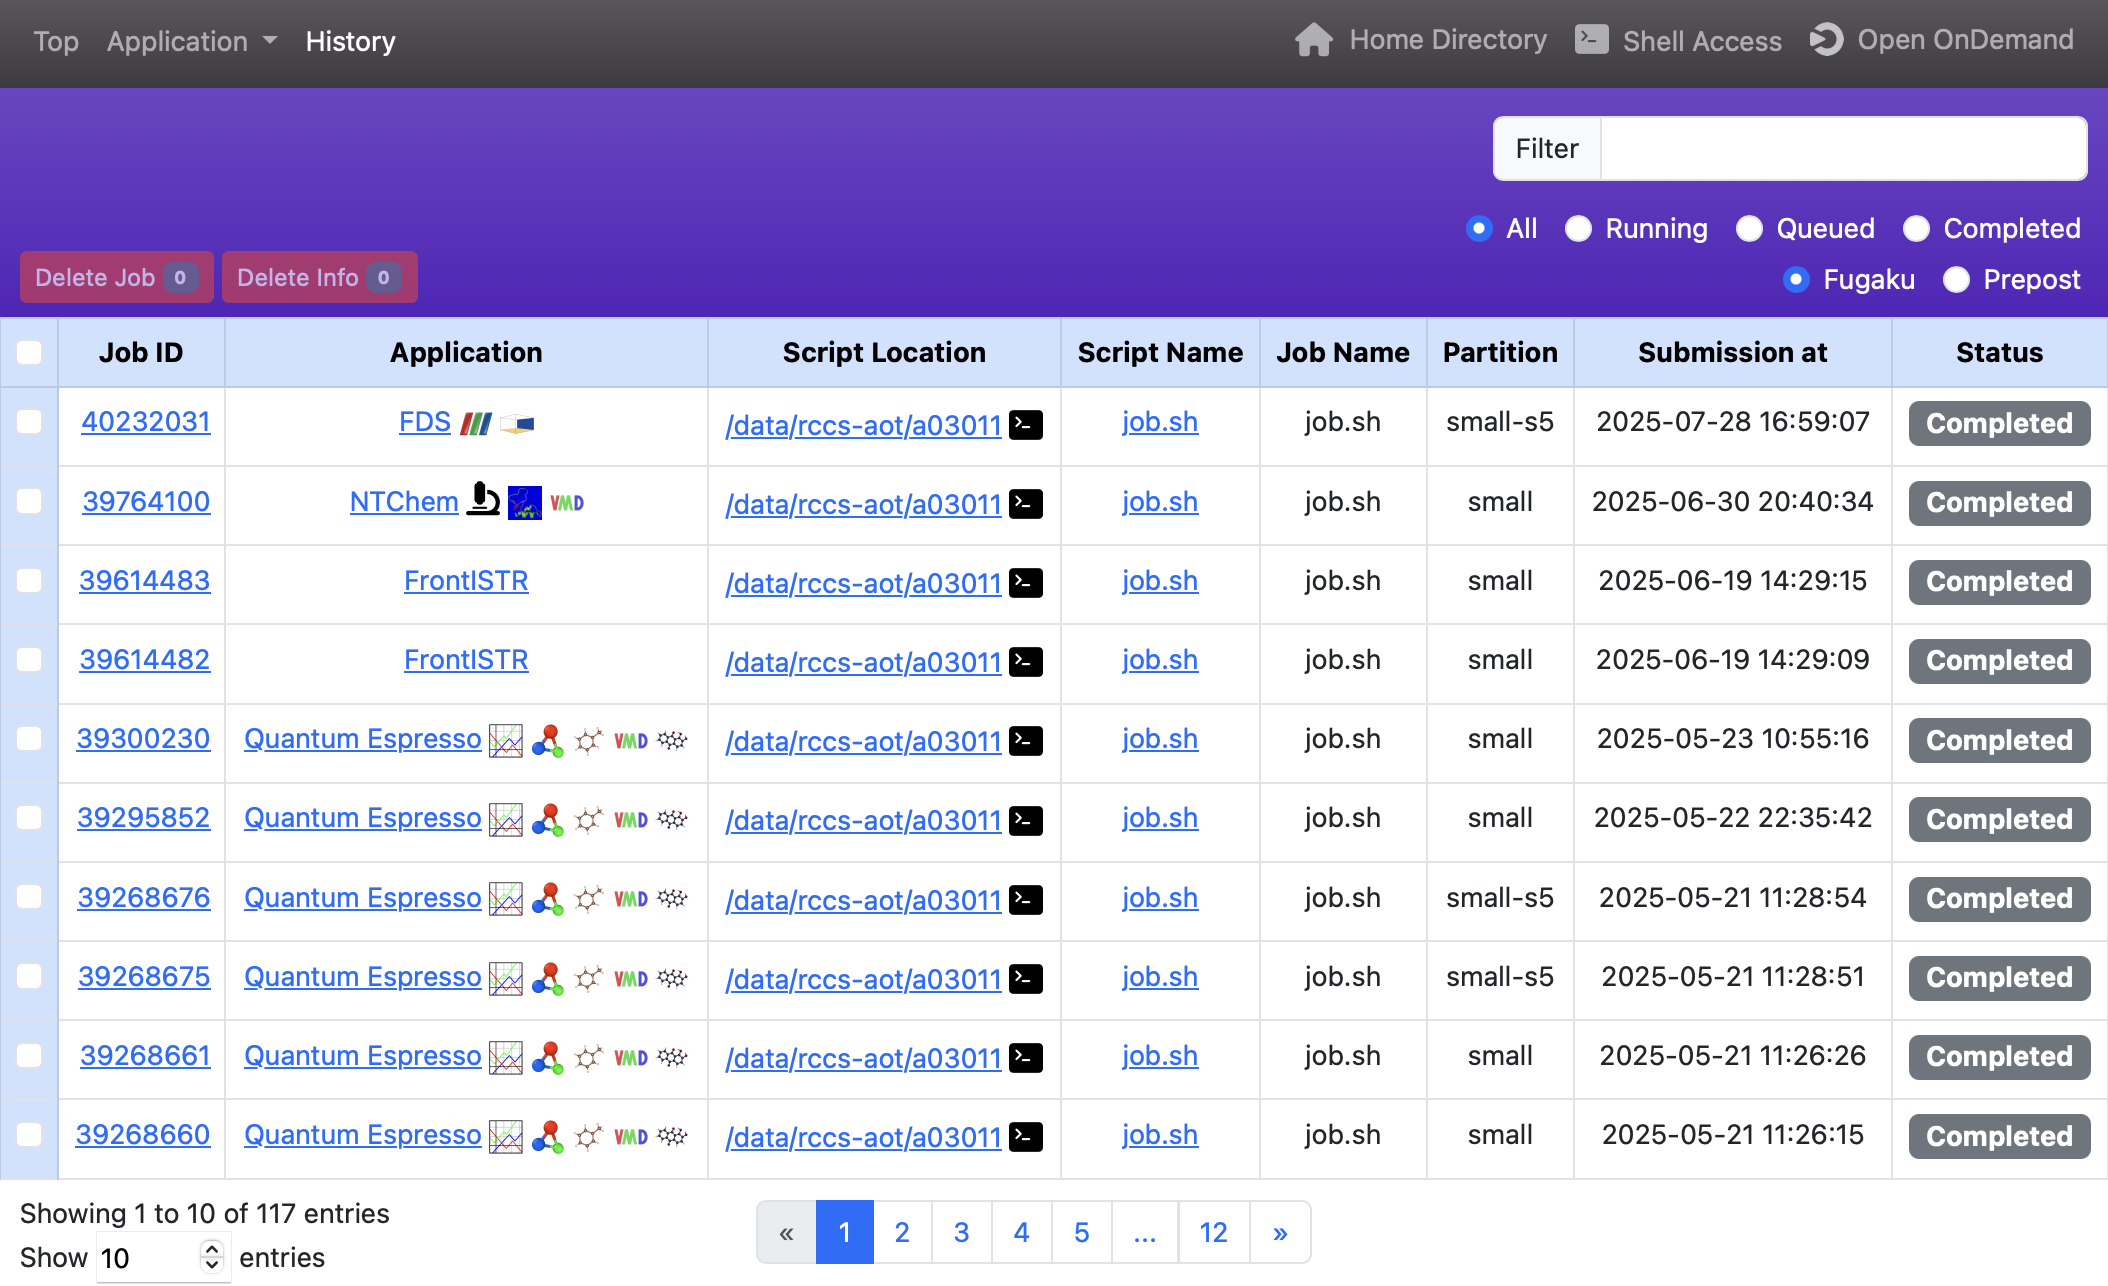 Top Application History Home Directory Shell Access Open OnDemand
Filter
All Running Queued Completed
Delete Job 0 Delete Info 0 Fugaku Prepost
Job ID Application Script Location Script Name Job Name Partition Submission at Status
40232031 FDS /data/rccs-aot/a03011 job.sh job.sh small-s5 2025-07-28 16:59:07 Completed
39764100 NTChem VMD /data/rccs-aot/a03011 job.sh job.sh small 2025-06-30 20:40:34 Completed
39614483 FrontISTR /data/rccs-aot/a03011 job.sh job.sh small 2025-06-19 14:29:15 Completed
39614482 FrontISTR /data/rccs-aot/a03011 job.sh job.sh small 2025-06-19 14:29:09 Completed
39300230 Quantum Espresso VMD /data/rccs-aot/a03011 job.sh job.sh small 2025-05-23 10:55:16 Completed
39295852 Quantum Espresso VMD /data/rccs-aot/a03011 job.sh job.sh small 2025-05-22 22:35:42 Completed
39268676 Quantum Espresso VMD /data/rccs-aot/a03011 job.sh job.sh small-s5 2025-05-21 11:28:54 Completed
39268675 Quantum Espresso VMD /data/rccs-aot/a03011 job.sh job.sh small-s5 2025-05-21 11:28:51 Completed
39268661 Quantum Espresso VMD /data/rccs-aot/a03011 job.sh job.sh small 2025-05-21 11:26:26 Completed
39268660 Quantum Espresso VMD /data/rccs-aot/a03011 job.sh job.sh small 2025-05-21 11:26:15 Completed
Showing 1 to 10 of 117 entries
« 1 2 3 4 5 ... 12 »
Show 10 entries